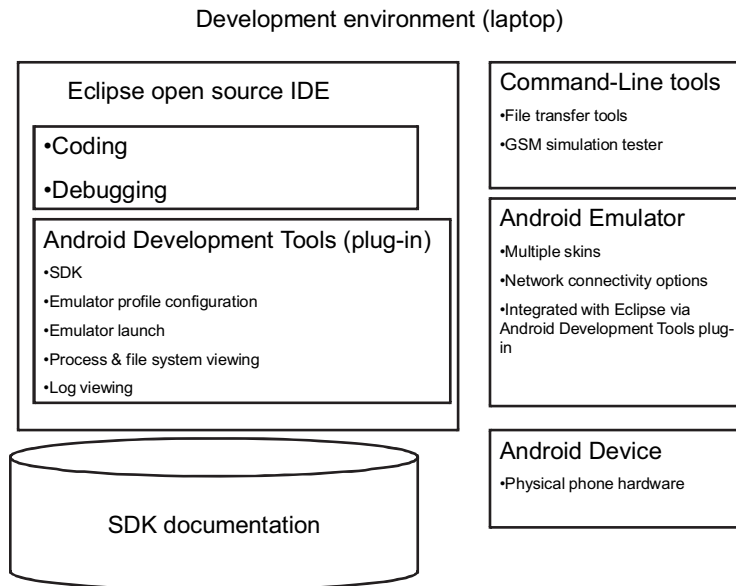 Development environment (laptop)
Eclipse open source IDE
•Coding
•Debugging
Android Development Tools (plug-in)
•SDK
•Emulator profile configuration
•Emulator launch
•Process & file system viewing
•Log viewing
SDK documentation
Command-Line tools
•File transfer tools
•GSM simulation tester
Android Emulator
•Multiple skins
•Network connectivity options
•Integrated with Eclipse via
Android Development Tools plug-
in
Android Device
•Physical phone hardware